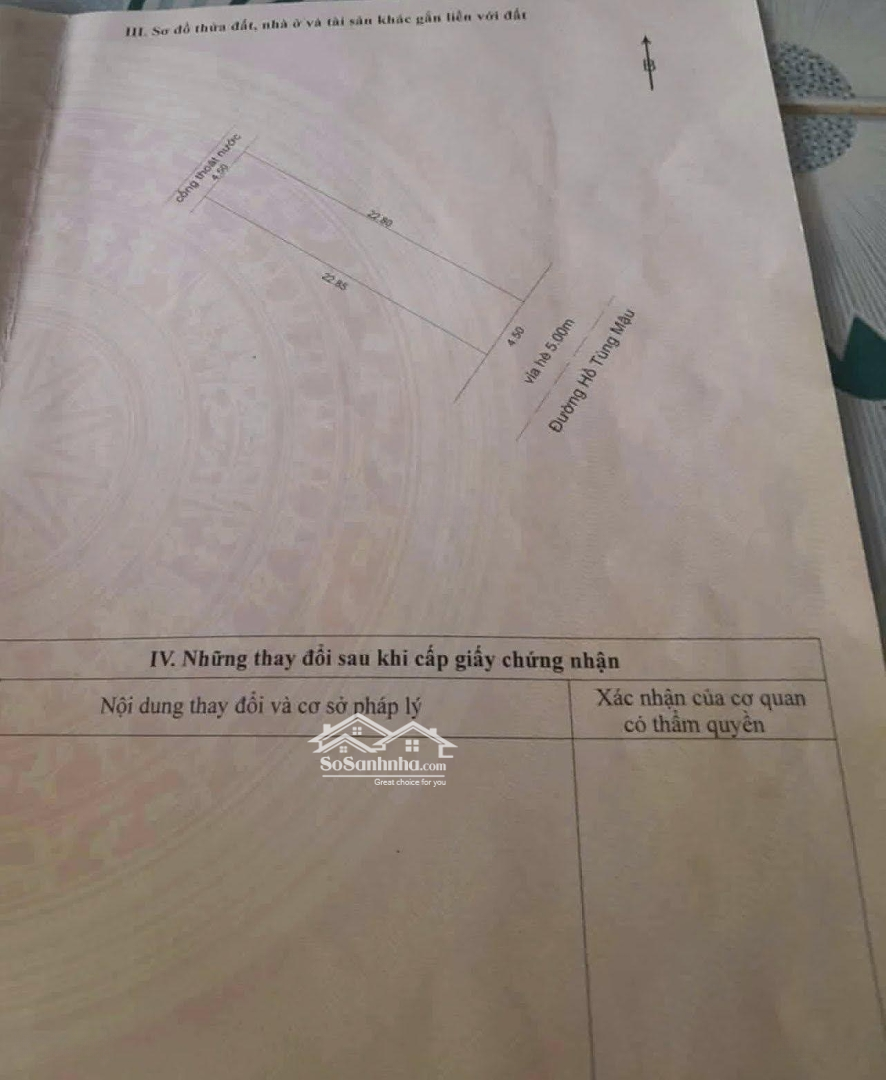 III. Sơ đồ thửa đất, nhà ở và tài sản khác gắn liền với đất
B
cống thoát nước
4.50
22.80
22.85
4.50
vỉa hè 5.00m
Đường Hồ Tùng Mậu
IV. Những thay đổi sau khi cấp giấy chứng nhận
Nội dung thay đổi và cơ sở pháp lý
Xác nhận của cơ quan
có thẩm quyền
SoSanhnha.com
Great choice for you